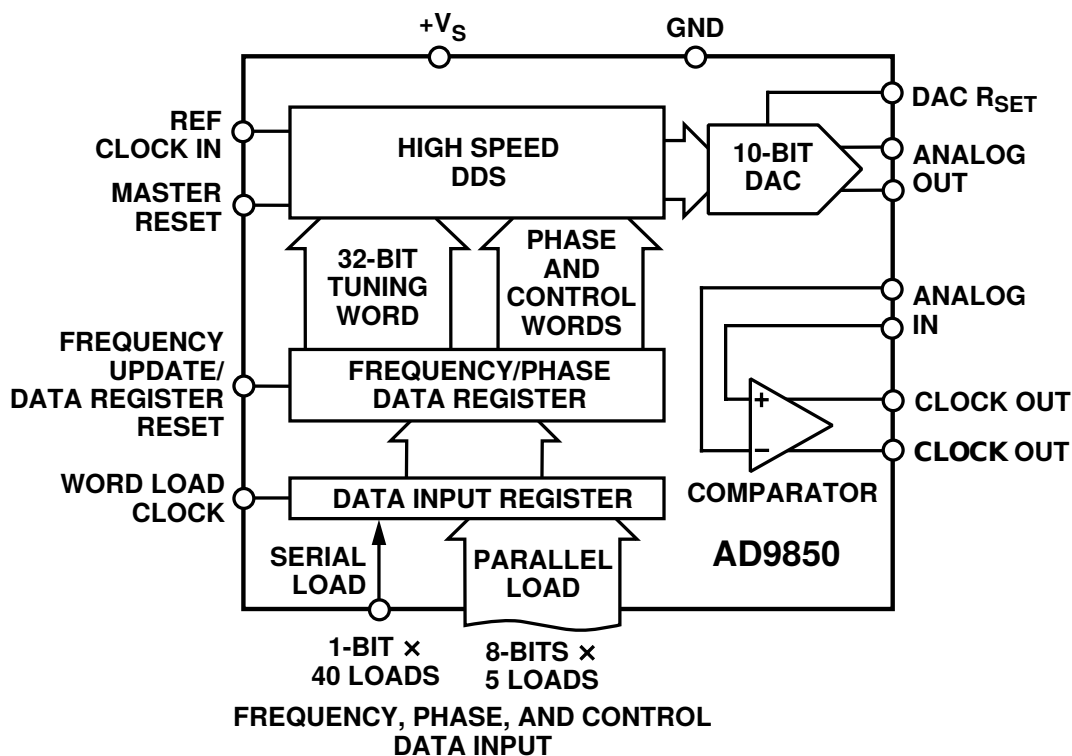 +VS
GND
REF
CLOCK IN
MASTER
RESET
HIGH SPEED
DDS
10-BIT
DAC
DAC RSET
ANALOG
OUT
32-BIT
TUNING
WORD
PHASE
AND
CONTROL
WORDS
ANALOG
IN
FREQUENCY
UPDATE/
DATA REGISTER
RESET
FREQUENCY/PHASE
DATA REGISTER
+
−
CLOCK OUT
CLOCK OUT
COMPARATOR
WORD LOAD
CLOCK
DATA INPUT REGISTER
SERIAL
LOAD
PARALLEL
LOAD
AD9850
1-BIT ×
40 LOADS
8-BITS ×
5 LOADS
FREQUENCY, PHASE, AND CONTROL
DATA INPUT